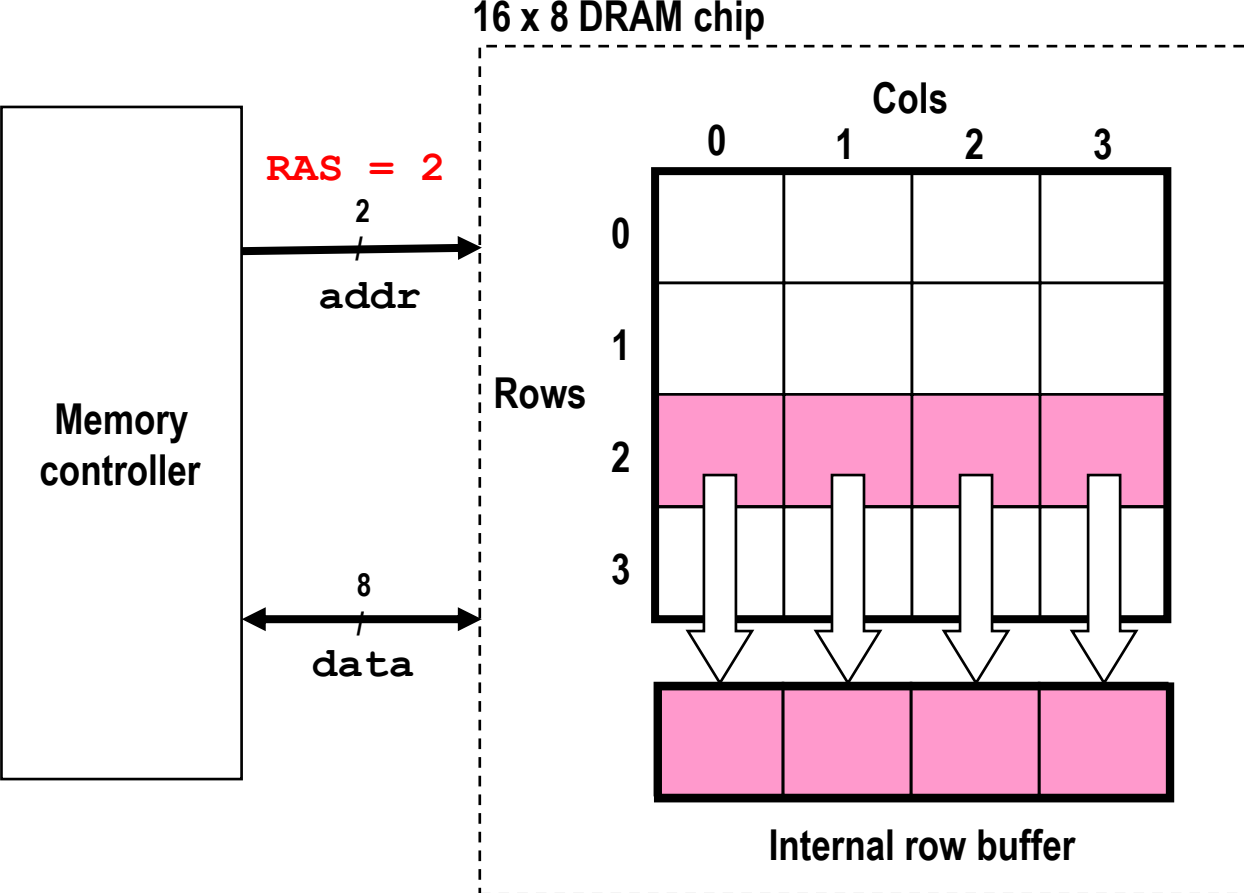 16 x 8 DRAM chip
Cols
0 1 2 3
RAS = 2
2
addr
0
1
Rows
2
3
Memory
controller
8
data
Internal row buffer